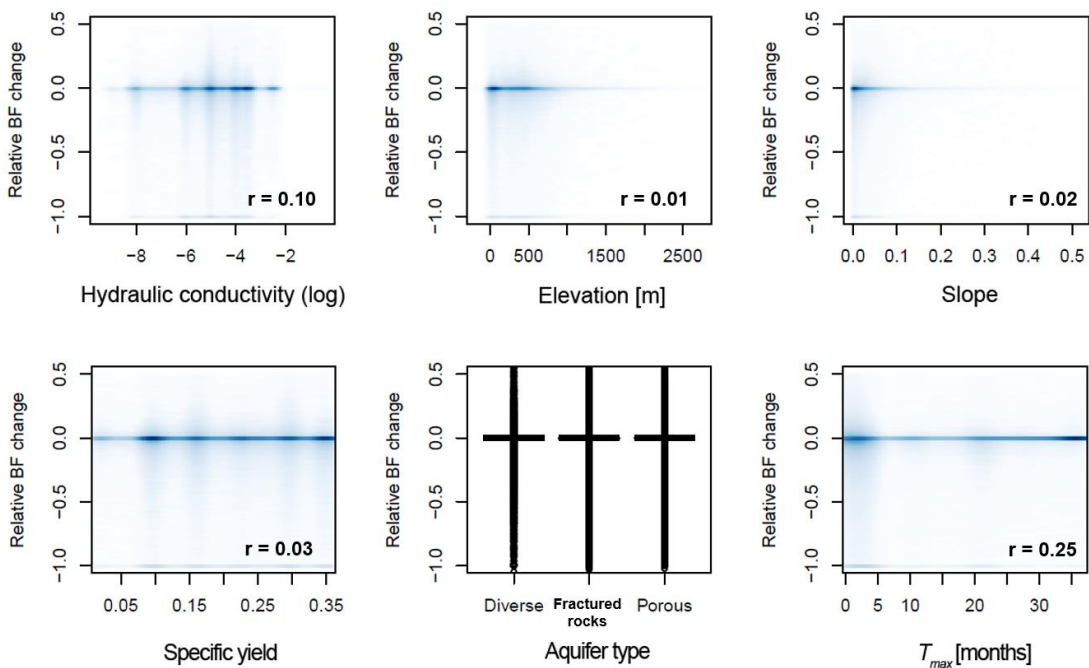 Relative BF change
0.5
0.0
−0.5
−1.0
r = 0.10
−8 −6 −4 −2
Hydraulic conductivity (log)
Relative BF change
0.5
0.0
−0.5
−1.0
r = 0.01
0 500 1500 2500
Elevation [m]
Relative BF change
0.5
0.0
−0.5
−1.0
r = 0.02
0.0 0.1 0.2 0.3 0.4 0.5
Slope
Relative BF change
0.5
0.0
−0.5
−1.0
r = 0.03
0.05 0.15 0.25 0.35
Specific yield
Relative BF change
0.5
0.0
−0.5
−1.0
Diverse Fractured Porous
rocks
Aquifer type
Relative BF change
0.5
0.0
−0.5
−1.0
r = 0.25
0 5 10 20 30
Tmax [months]